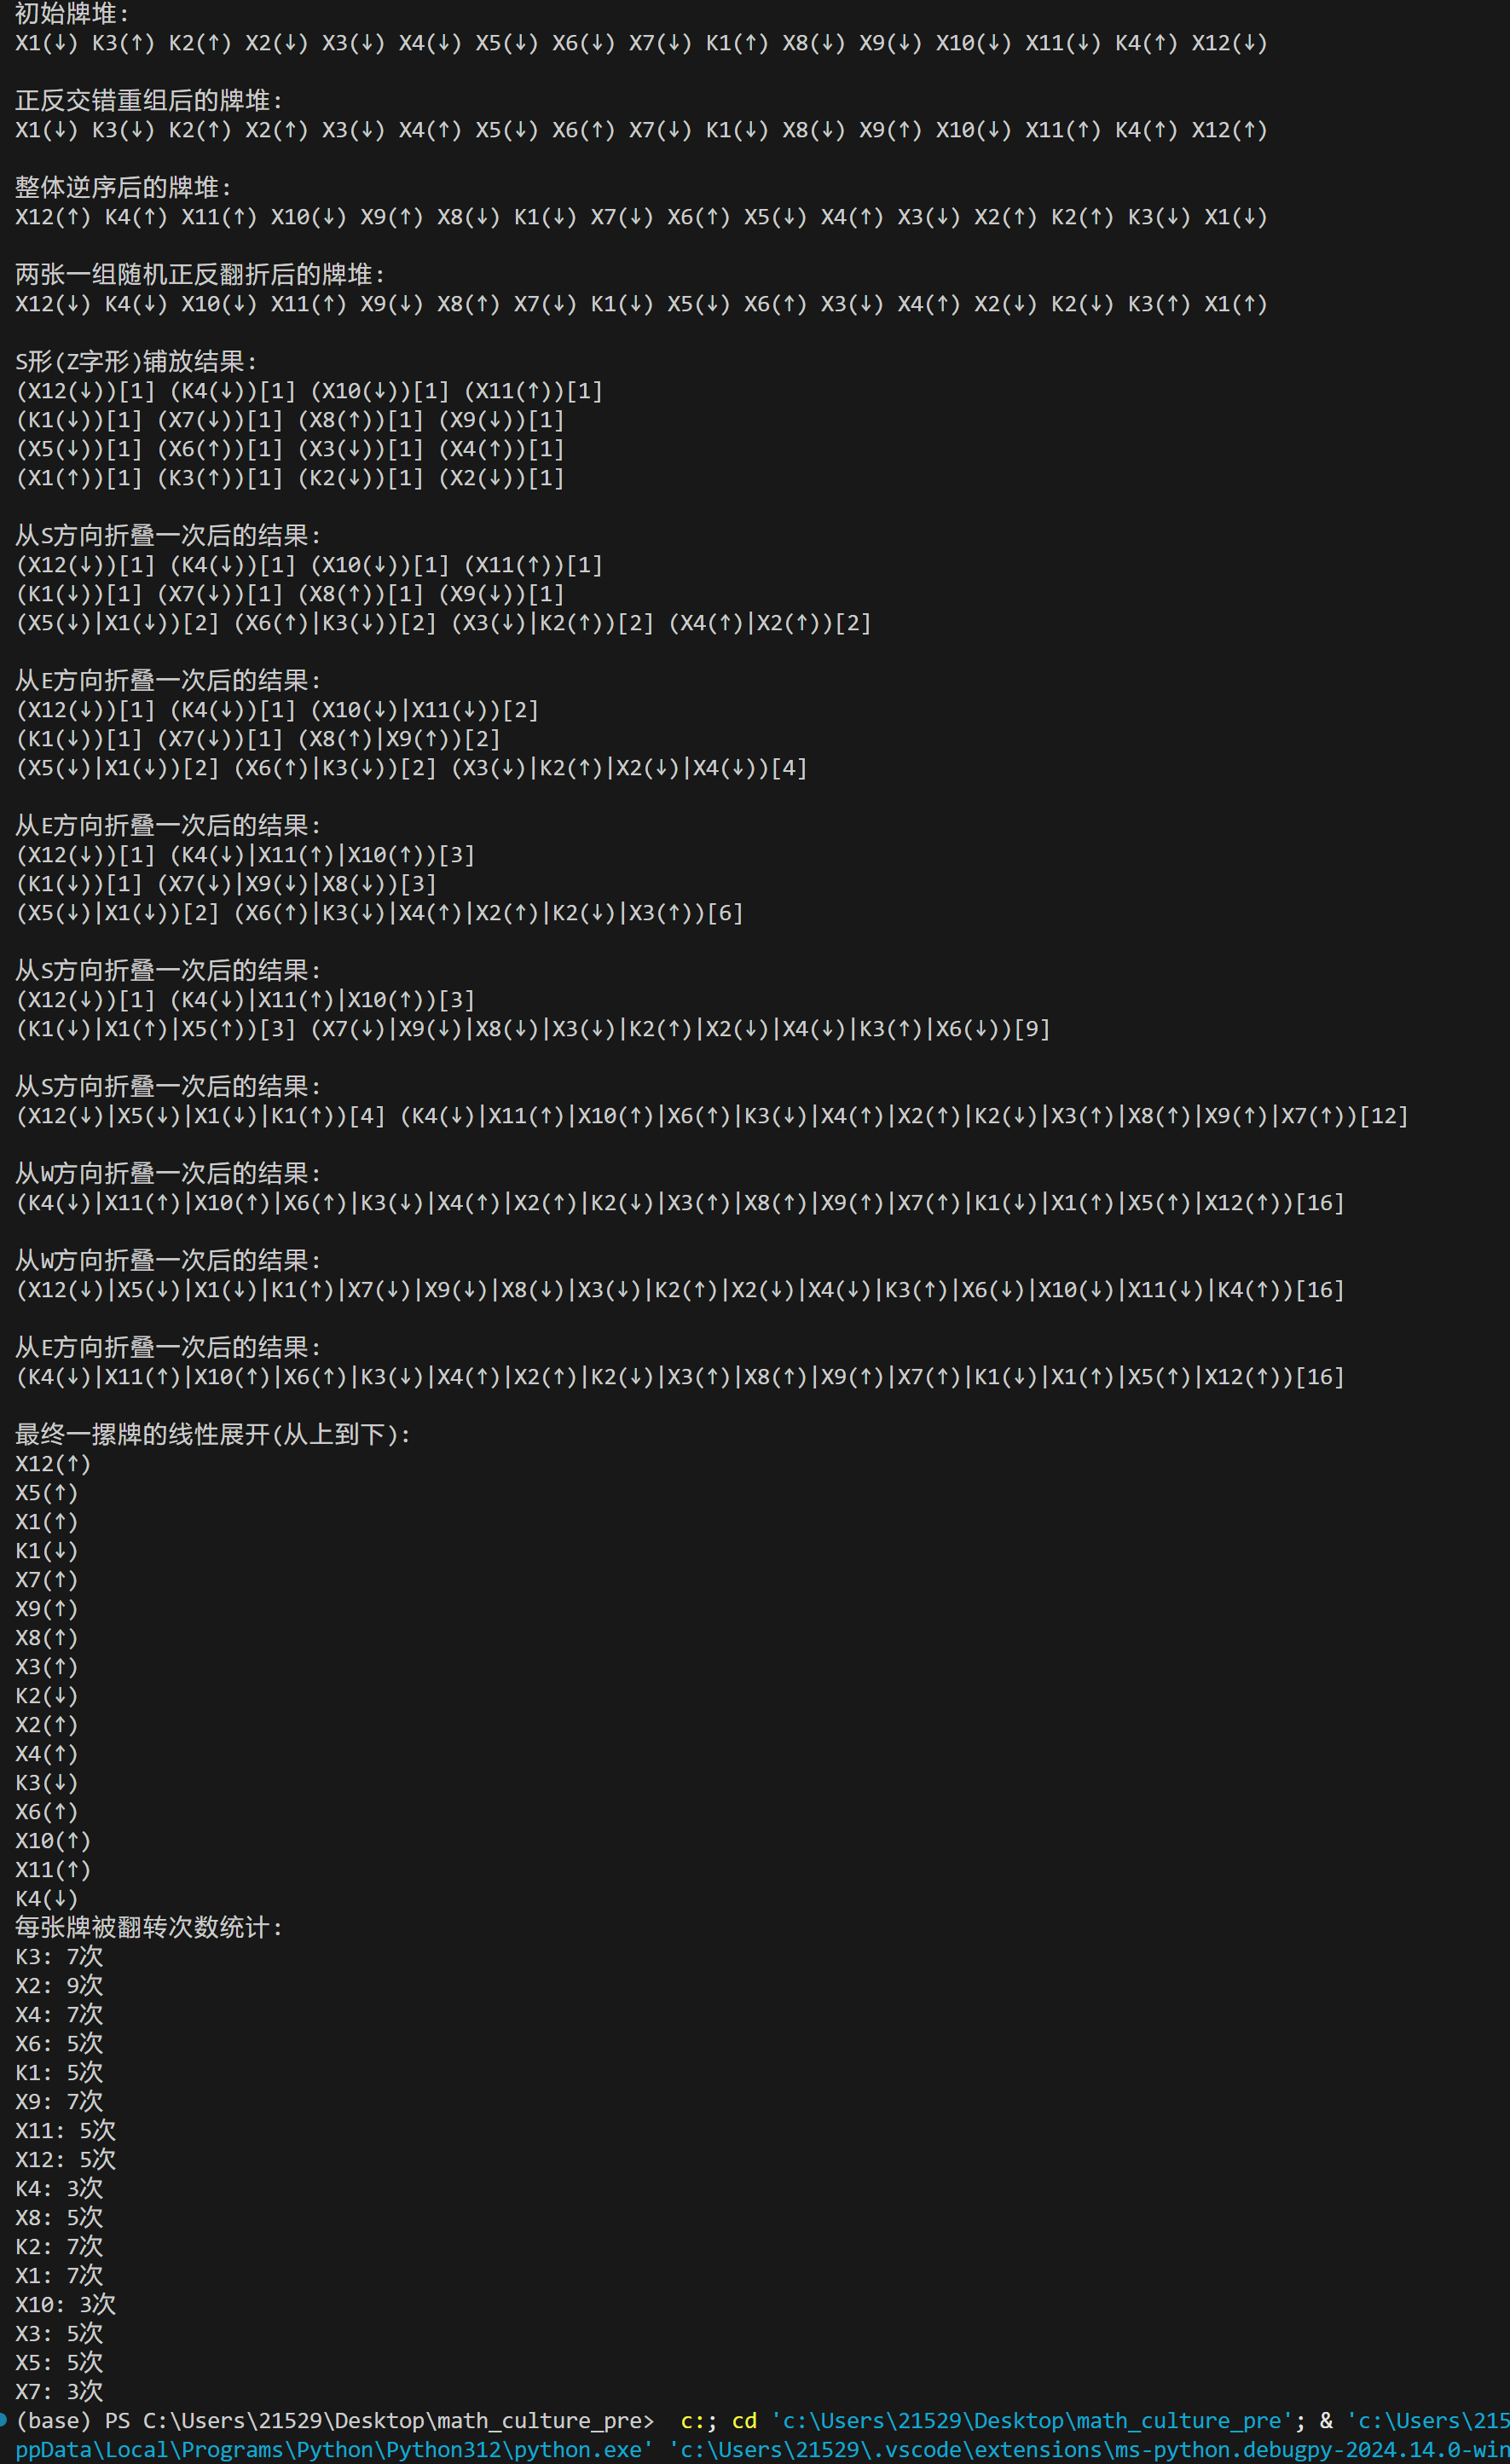 初始牌堆:
X1(↓) K3(↑) K2(↑) X2(↓) X3(↓) X4(↓) X5(↓) X6(↓) X7(↓) K1(↑) X8(↓) X9(↓) X10(↓) X11(↓) K4(↑) X12(↓)
正反交错重组后的牌堆:
X1(↓) K3(↓) K2(↑) X2(↑) X3(↓) X4(↑) X5(↓) X6(↑) X7(↓) K1(↓) X8(↓) X9(↑) X10(↓) X11(↑) K4(↑) X12(↑)
整体逆序后的牌堆:
X12(↑) K4(↑) X11(↑) X10(↓) X9(↑) X8(↓) K1(↓) X7(↓) X6(↑) X5(↓) X4(↑) X3(↓) X2(↑) K2(↑) K3(↓) X1(↓)
两张一组随机正反翻折后的牌堆:
X12(↓) K4(↓) X10(↓) X11(↑) X9(↓) X8(↑) X7(↓) K1(↓) X5(↓) X6(↑) X3(↓) X4(↑) X2(↓) K2(↓) K3(↑) X1(↑)
S形(Z字形)铺放结果:
(X12(↓))[1] (K4(↓))[1] (X10(↓))[1] (X11(↑))[1]
(K1(↓))[1] (X7(↓))[1] (X8(↑))[1] (X9(↓))[1]
(X5(↓))[1] (X6(↑))[1] (X3(↓))[1] (X4(↑))[1]
(X1(↑))[1] (K3(↑))[1] (K2(↓))[1] (X2(↓))[1]
从S方向折叠一次后的结果:
(X12(↓))[1] (K4(↓))[1] (X10(↓))[1] (X11(↑))[1]
(K1(↓))[1] (X7(↓))[1] (X8(↑))[1] (X9(↓))[1]
(X5(↓)|X1(↓))[2] (X6(↑)|K3(↓))[2] (X3(↓)|K2(↑))[2] (X4(↑)|X2(↑))[2]
从E方向折叠一次后的结果:
(X12(↓))[1] (K4(↓))[1] (X10(↓)|X11(↓))[2]
(K1(↓))[1] (X7(↓))[1] (X8(↑)|X9(↑))[2]
(X5(↓)|X1(↓))[2] (X6(↑)|K3(↓))[2] (X3(↓)|K2(↑)|X2(↓)|X4(↓))[4]
从E方向折叠一次后的结果:
(X12(↓))[1] (K4(↓)|X11(↑)|X10(↑))[3]
(K1(↓))[1] (X7(↓)|X9(↓)|X8(↓))[3]
(X5(↓)|X1(↓))[2] (X6(↑)|K3(↓)|X4(↑)|X2(↑)|K2(↓)|X3(↑))[6]
从S方向折叠一次后的结果:
(X12(↓))[1] (K4(↓)|X11(↑)|X10(↑))[3]
(K1(↓)|X1(↑)|X5(↑))[3] (X7(↓)|X9(↓)|X8(↓)|X3(↓)|K2(↑)|X2(↓)|X4(↓)|K3(↑)|X6(↓))[9]
从S方向折叠一次后的结果:
(X12(↓)|X5(↓)|X1(↓)|K1(↑))[4] (K4(↓)|X11(↑)|X10(↑)|X6(↑)|K3(↓)|X4(↑)|X2(↑)|K2(↓)|X3(↑)|X8(↑)|X9(↑)|X7(↑))[12]
从W方向折叠一次后的结果:
(K4(↓)|X11(↑)|X10(↑)|X6(↑)|K3(↓)|X4(↑)|X2(↑)|K2(↓)|X3(↑)|X8(↑)|X9(↑)|X7(↑)|K1(↓)|X1(↑)|X5(↑)|X12(↑))[16]
从W方向折叠一次后的结果:
(X12(↓)|X5(↓)|X1(↓)|K1(↑)|X7(↓)|X9(↓)|X8(↓)|X3(↓)|K2(↑)|X2(↓)|X4(↓)|K3(↑)|X6(↓)|X10(↓)|X11(↓)|K4(↑))[16]
从E方向折叠一次后的结果:
(K4(↓)|X11(↑)|X10(↑)|X6(↑)|K3(↓)|X4(↑)|X2(↑)|K2(↓)|X3(↑)|X8(↑)|X9(↑)|X7(↑)|K1(↓)|X1(↑)|X5(↑)|X12(↑))[16]
最终一摞牌的线性展开(从上到下):
X12(↑)
X5(↑)
X1(↑)
K1(↓)
X7(↑)
X9(↑)
X8(↑)
X3(↑)
K2(↓)
X2(↑)
X4(↑)
K3(↓)
X6(↑)
X10(↑)
X11(↑)
K4(↓)
每张牌被翻转次数统计:
K3: 7次
X2: 9次
X4: 7次
X6: 5次
K1: 5次
X9: 7次
X11: 5次
X12: 5次
K4: 3次
X8: 5次
K2: 7次
X1: 7次
X10: 3次
X3: 5次
X5: 5次
X7: 3次
(base) PS C:\Users\21529\Desktop\math_culture_pre>  c:; cd 'c:\Users\21529\Desktop\math_culture_pre'; & 'c:\Users\215
ppData\Local\Programs\Python\Python312\python.exe' 'c:\Users\21529\.vscode\extensions\ms-python.debugpy-2024.14.0-win